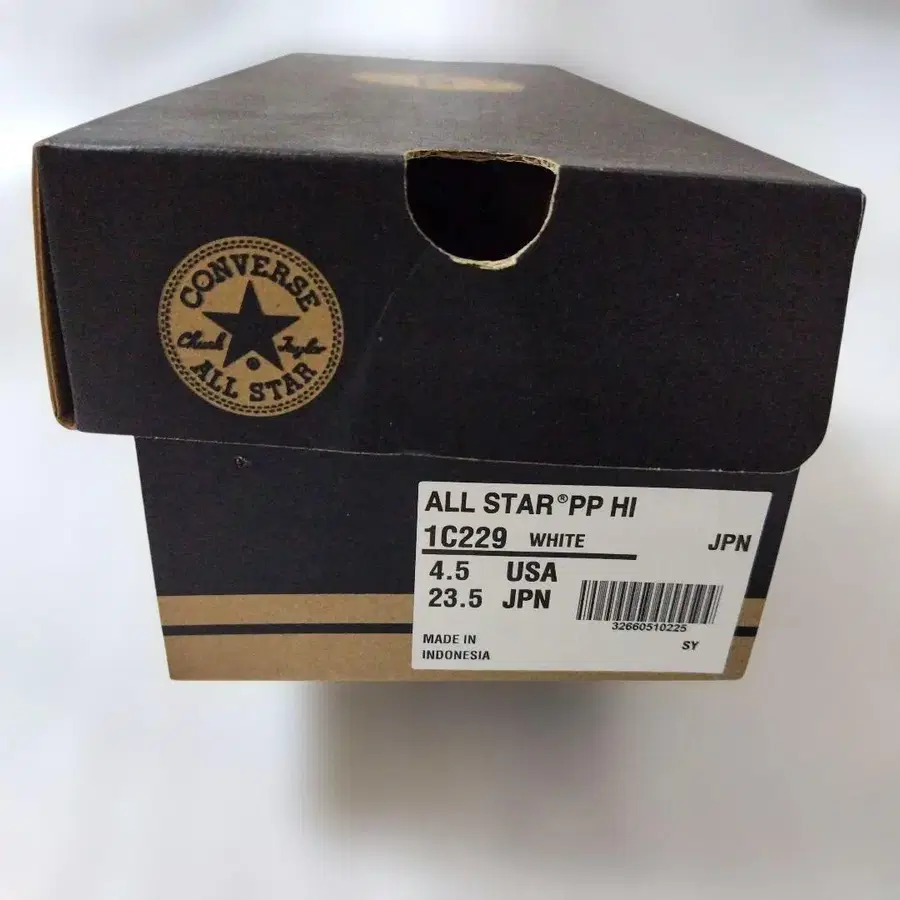 CONVERSE
Chuck Taylor
ALL STAR
ALL STAR®PP HI
1C229 WHITE JPN
4.5 USA
23.5 JPN
32660510225
MADE IN
INDONESIA
SY